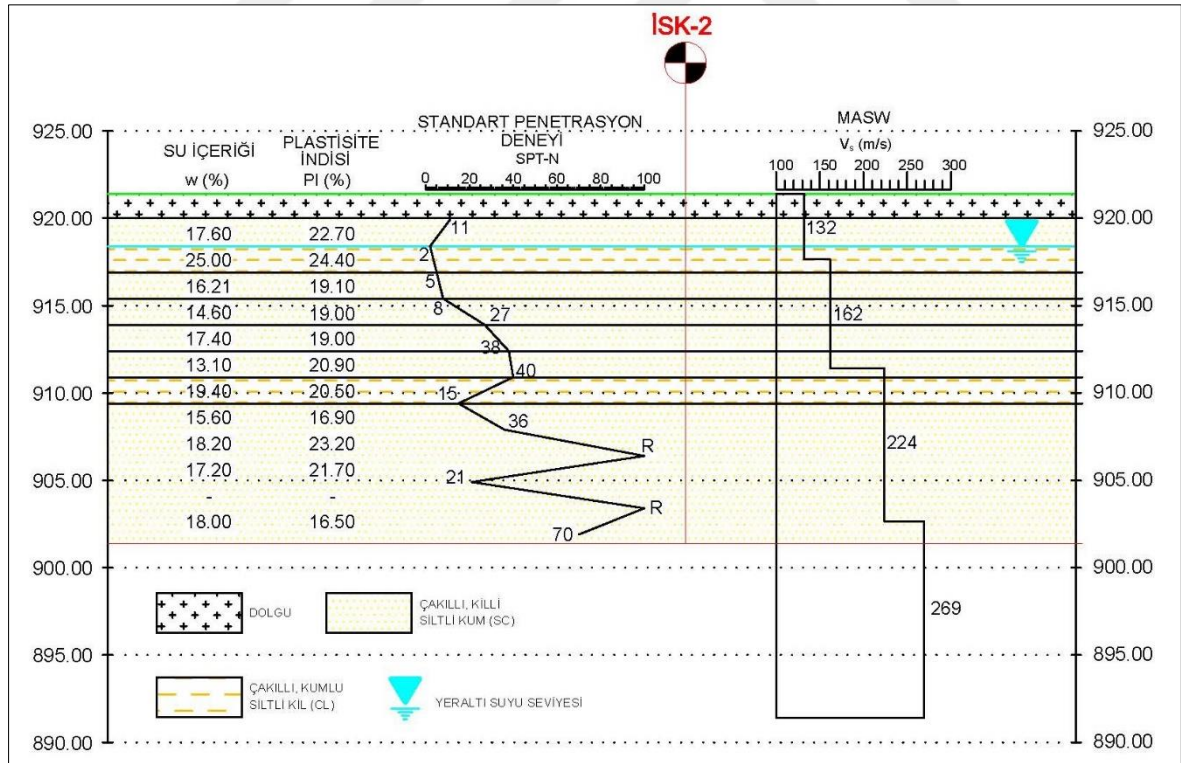 İSK-2
STANDART PENETRASYON
DENEYİ
SPT-N
0 20 40 60 80 100
MASW
Vs (m/s)
100 150 200 250 300
SU İÇERİĞİ
w (%)
PLASTİSİTE
İNDİSİ
PI (%)
925.00 925.00
920.00 920.00
17.60 22.70 11 132
25.00 24.40 2
16.21 19.10 5
915.00 915.00
14.60 19.00 8 27 162
17.40 19.00 38
13.10 20.90 40
910.00 910.00
19.40 20.50 15
15.60 16.90 36
18.20 23.20 R 224
17.20 21.70 21
905.00 905.00
- - R
18.00 16.50 70
900.00 900.00
269
DOLGU
ÇAKILLI, KİLLİ
SİLTLİ KUM (SC)
895.00 895.00
ÇAKILLI, KUMLU
SİLTLİ KİL (CL)
YERALTI SUYU SEVİYESİ
890.00 890.00